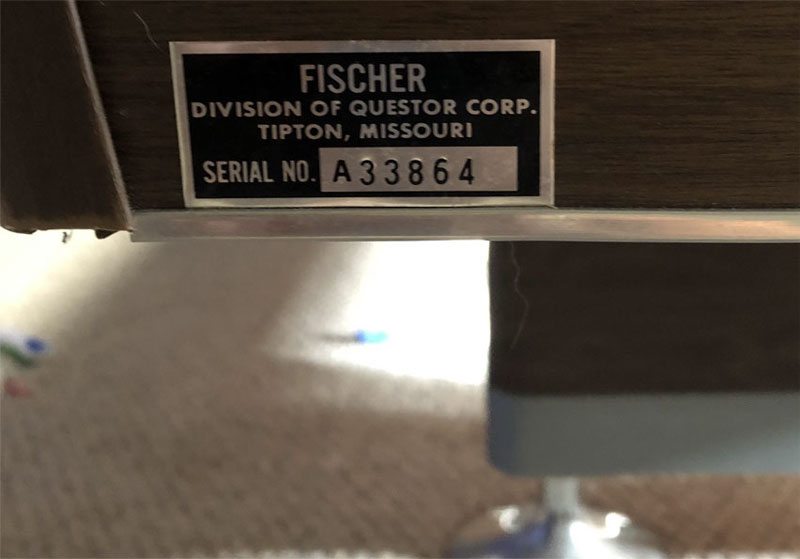 FISCHER
DIVISION OF QUESTOR CORP.
TIPTON, MISSOURI
SERIAL NO. A33864